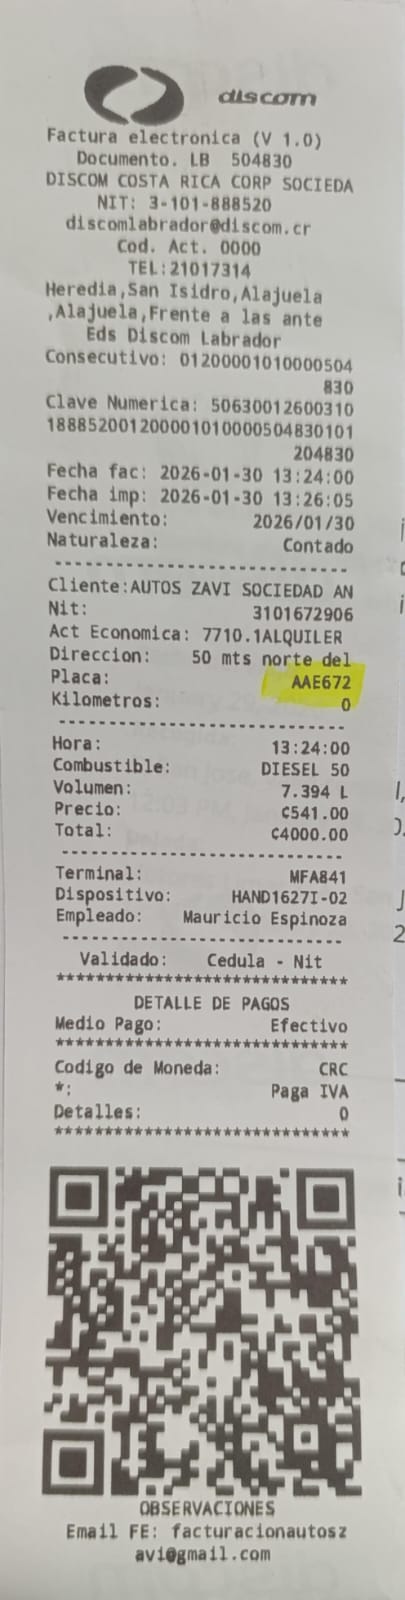 discom
Factura electronica (V 1.0)
Documento. LB 504830
DISCOM COSTA RICA CORP SOCIEDA
NIT: 3-101-888520
discomlabrador@discom.cr
Cod. Act. 0000
TEL:21017314
Heredia,San Isidro,Alajuela
,Alajuela,Frente a las ante
Eds Discom Labrador
Consecutivo: 01200001010000504
830
Clave Numerica: 50630012600310
188852001200001010000504830101
204830
Fecha fac: 2026-01-30 13:24:00
Fecha imp: 2026-01-30 13:26:05
Vencimiento: 2026/01/30
Naturaleza: Contado
------------------------------
Cliente:AUTOS ZAVI SOCIEDAD AN
Nit: 3101672906
Act Economica: 7710.1ALQUILER
Direccion: 50 mts norte del
Placa: AAE672
Kilometros: 0
------------------------------
Hora: 13:24:00
Combustible: DIESEL 50
Volumen: 7.394 L
Precio: ¢541.00
Total: ¢4000.00
------------------------------
Terminal: MFA841
Dispositivo: HAND1627I-02
Empleado: Mauricio Espinoza
------------------------------
Validado: Cedula - Nit
******************************
DETALLE DE PAGOS
Medio Pago: Efectivo
******************************
Codigo de Moneda: CRC
*: Paga IVA
Detalles: 0
******************************
OBSERVACIONES
Email FE: facturacionautosz
avi@gmail.com